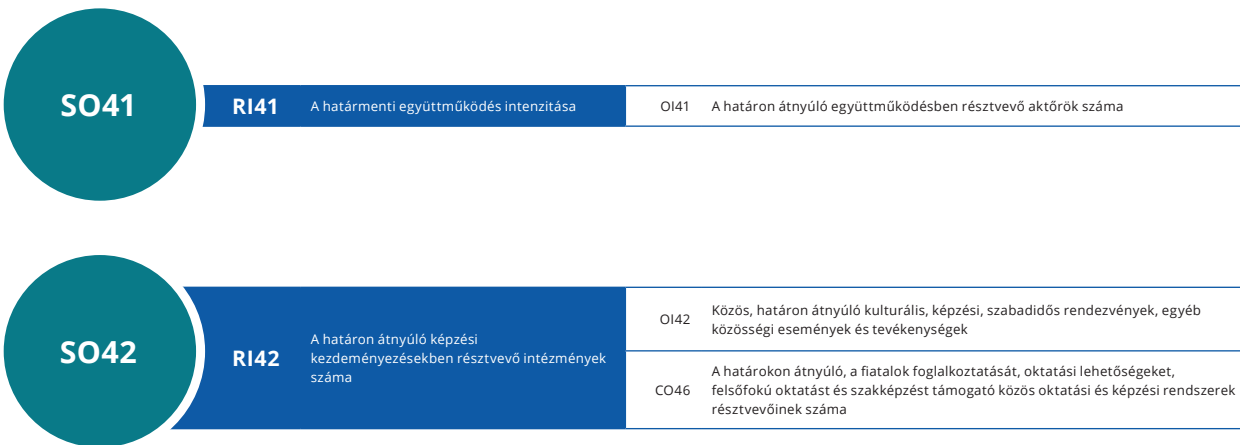 SO41
RI41 A határmenti együttműködés intenzitása OI41 A határon átnyúló együttműködésben résztvevő aktőrök száma
SO42
RI42
A határon átnyúló képzési
kezdeményezésekben résztvevő intézmények
száma
OI42
Közös, határon átnyúló kulturális, képzési, szabadidős rendezvények, egyéb
közösségi események és tevékenységek
CO46
A határokon átnyúló, a fiatalok foglalkoztatását, oktatási lehetőségeket,
felsőfokú oktatást és szakképzést támogató közös oktatási és képzési rendszerek
résztvevőinek száma